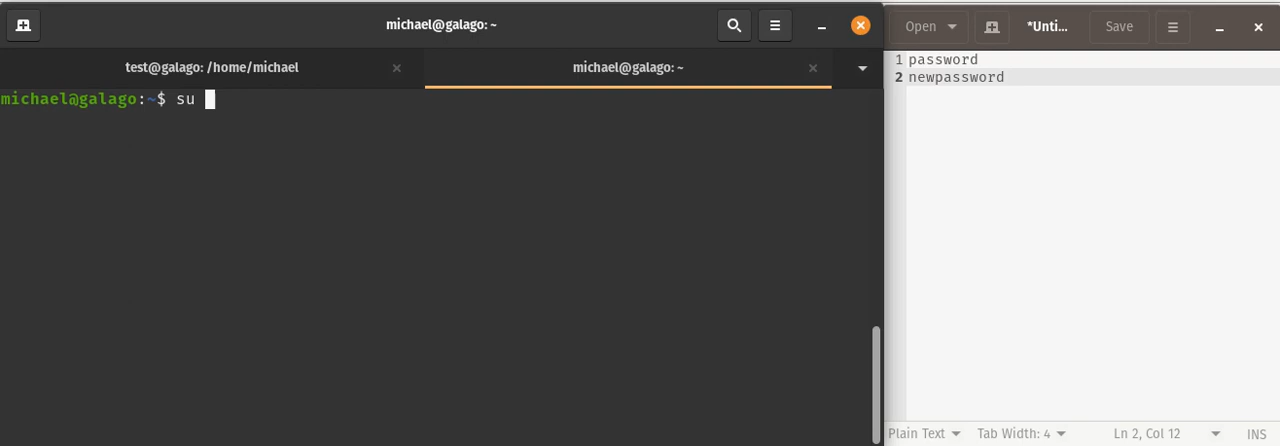 michael@galago: ~
test@galago: /home/michael
michael@galago: ~
michael@galago:~$ su
Open
*Unti...
Save
1 password
2 newpassword
Plain Text
Tab Width: 4
Ln 2, Col 12
INS